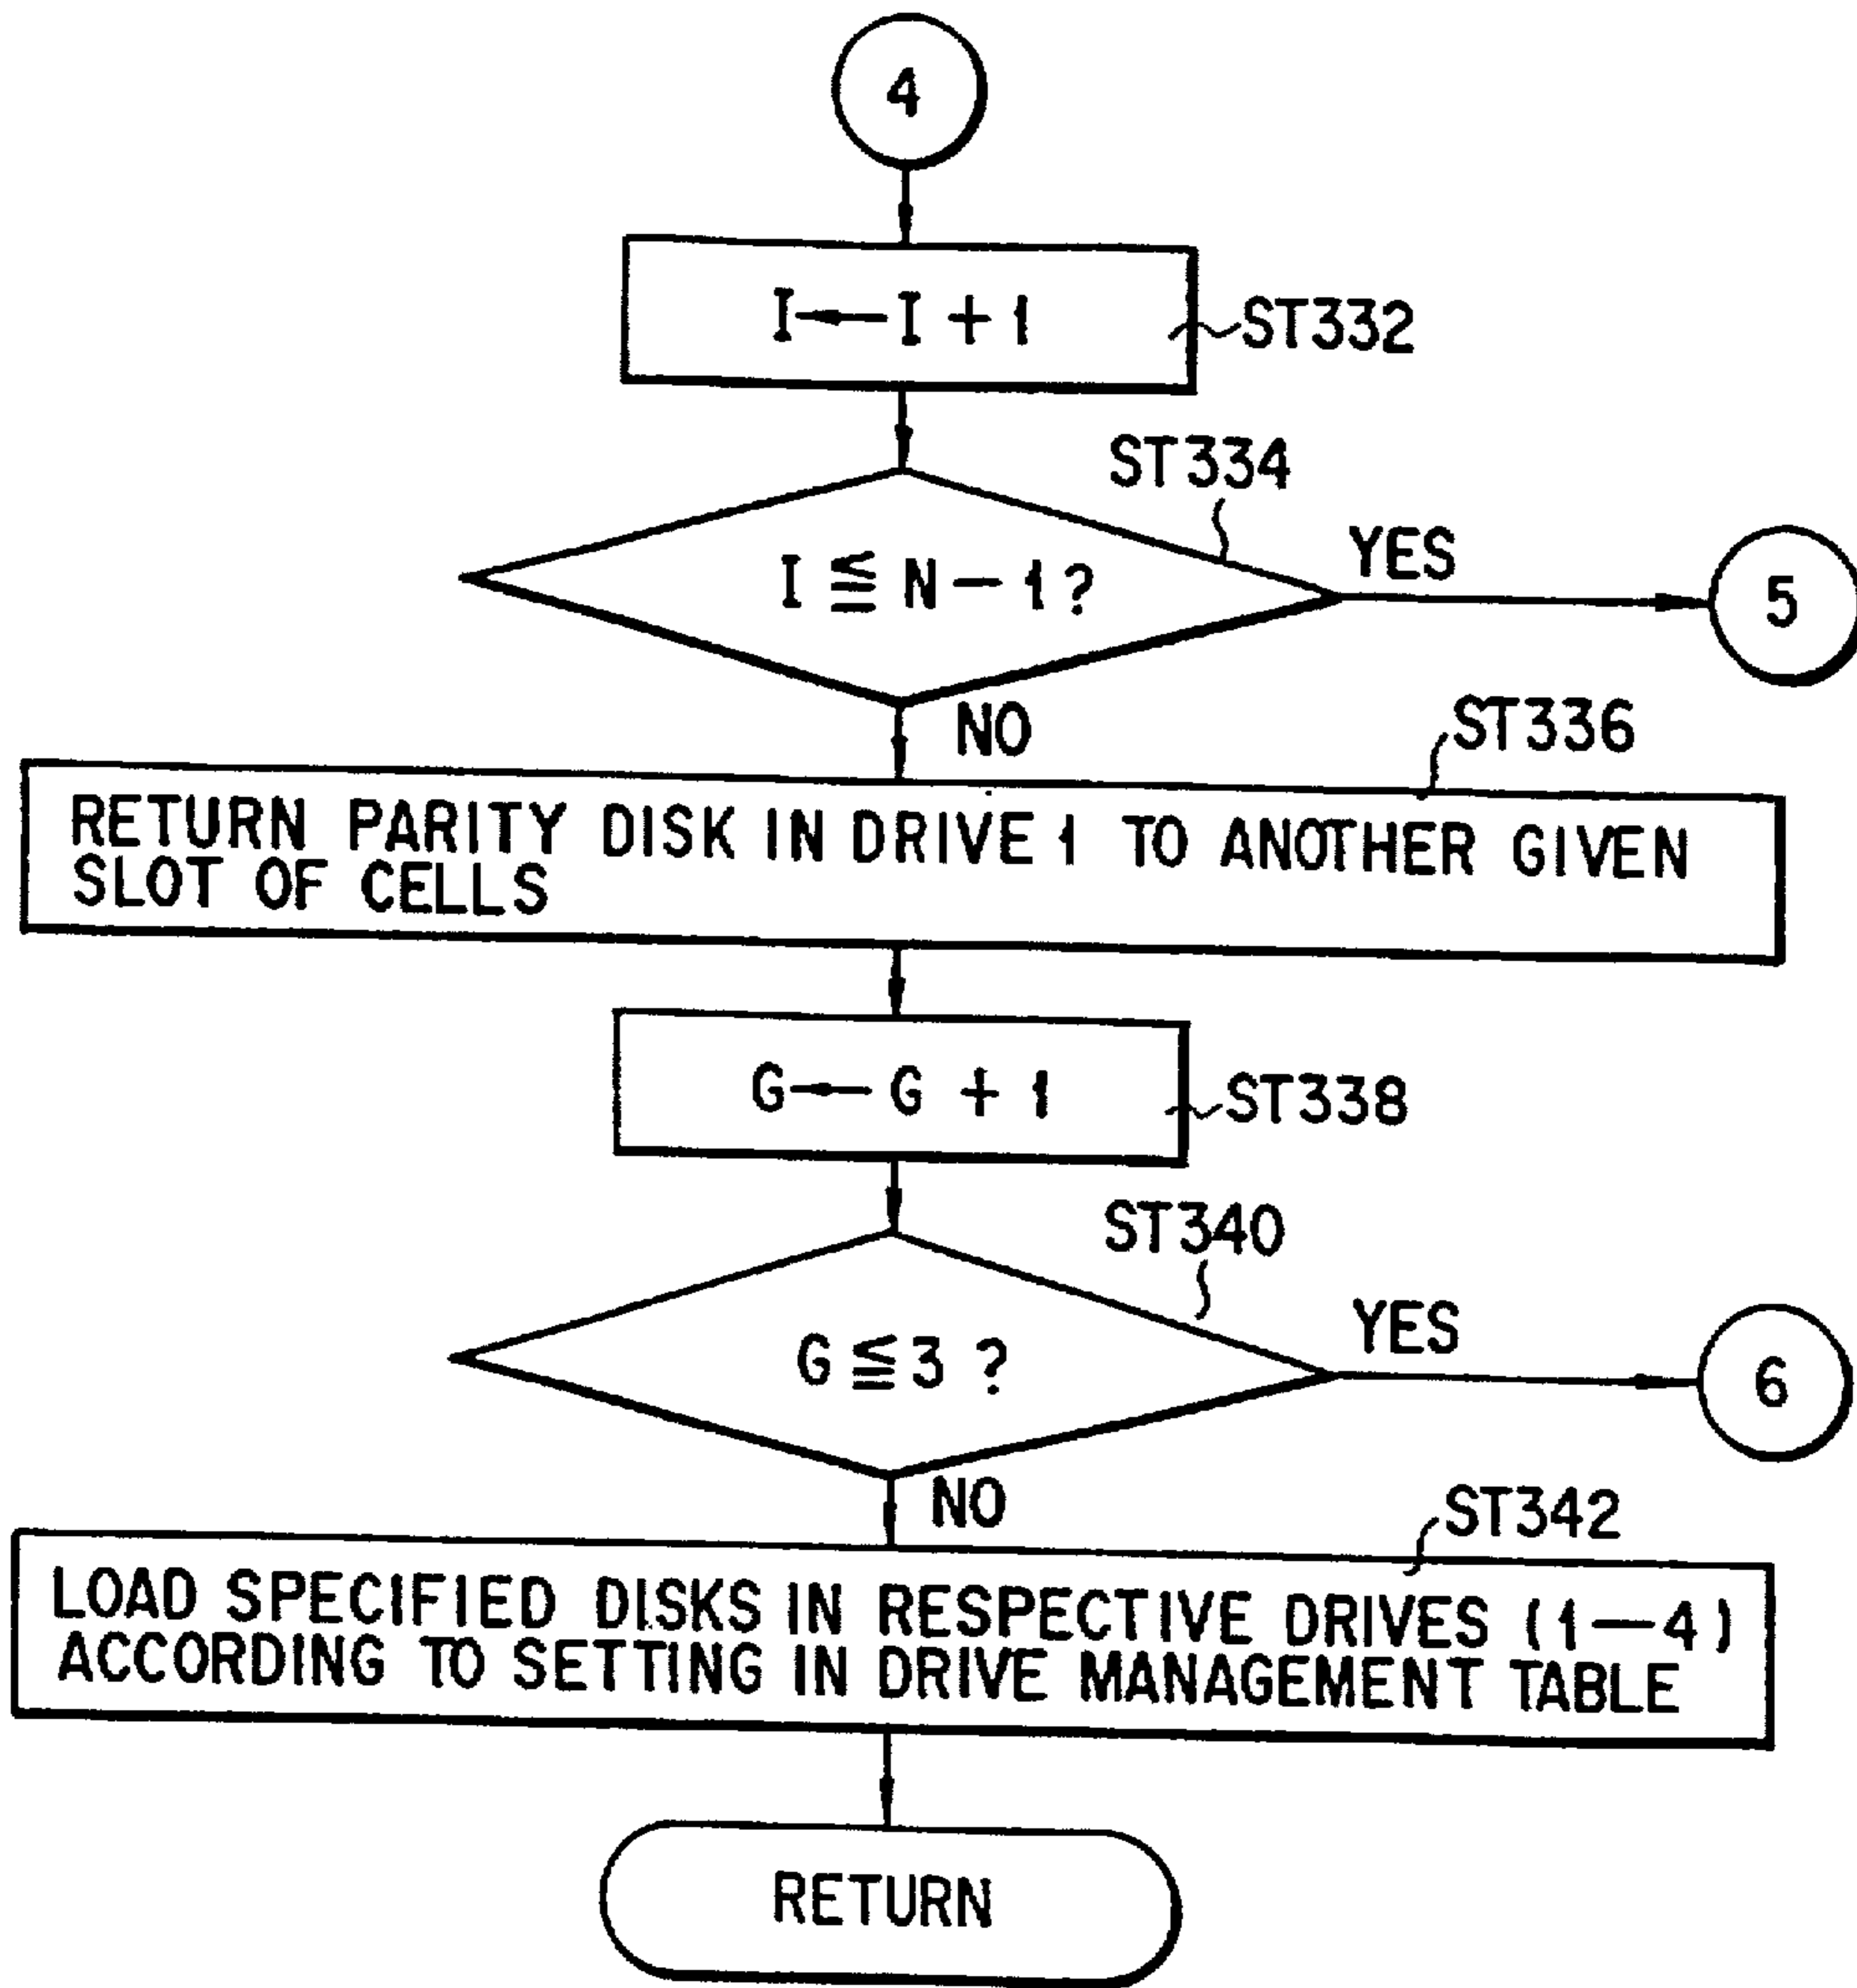 4
I ← I + 1
ST332
ST334
I ≦ N − 1 ?
YES
5
NO
ST336
RETURN PARITY DISK IN DRIVE 1 TO ANOTHER GIVEN
SLOT OF CELLS
G ← G + 1
ST338
ST340
G ≦ 3 ?
YES
6
NO
ST342
LOAD SPECIFIED DISKS IN RESPECTIVE DRIVES (1—4)
ACCORDING TO SETTING IN DRIVE MANAGEMENT TABLE
RETURN